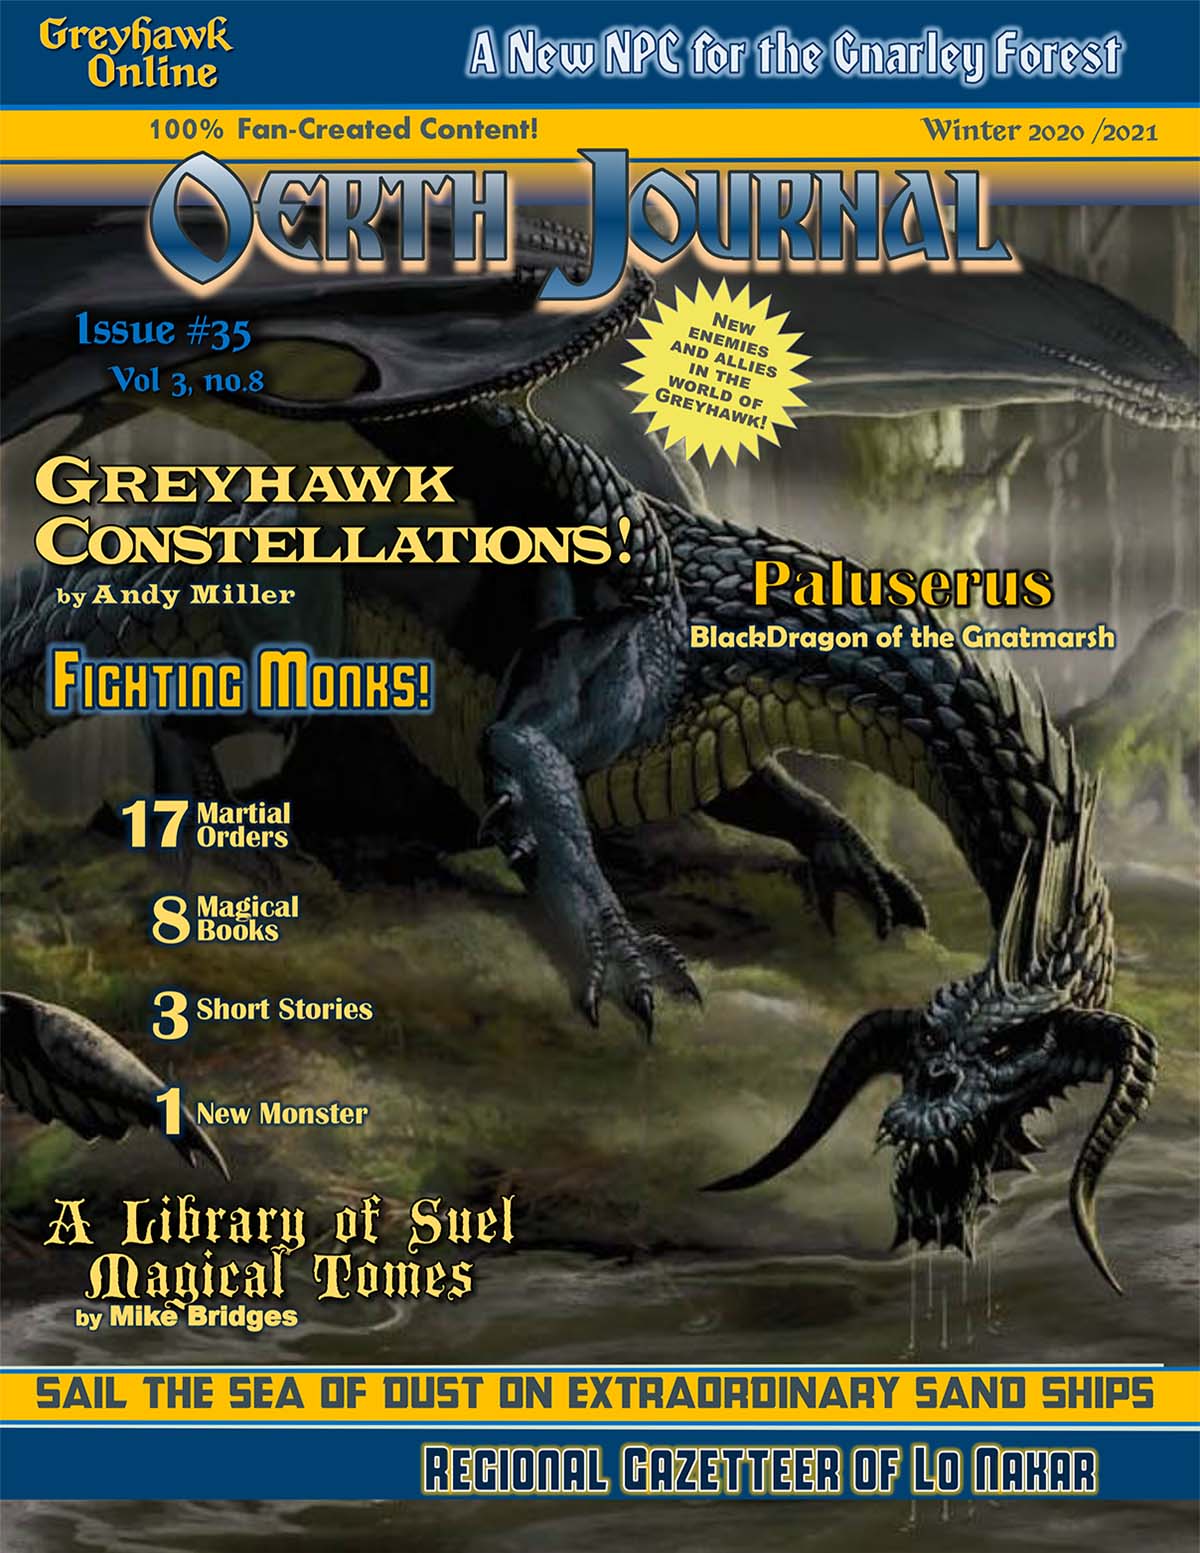 Greyhawk
Online
A New NPC for the Gnarley Forest
100% Fan-Created Content!
Winter 2020 /2021
Oerth Journal
Issue #35
Vol 3, no.8
New
enemies
and allies
in the
world of
Greyhawk!
Greyhawk
Constellations!
by Andy Miller
Paluserus
BlackDragon of the Gnatmarsh
Fighting Monks!
17 Martial
Orders
8 Magical
Books
3 Short Stories
1 New Monster
A Library of Suel
Magical Tomes
by Mike Bridges
SAIL THE SEA OF DUST ON EXTRAORDINARY SAND SHIPS
Regional Gazetteer of Lo Nakar